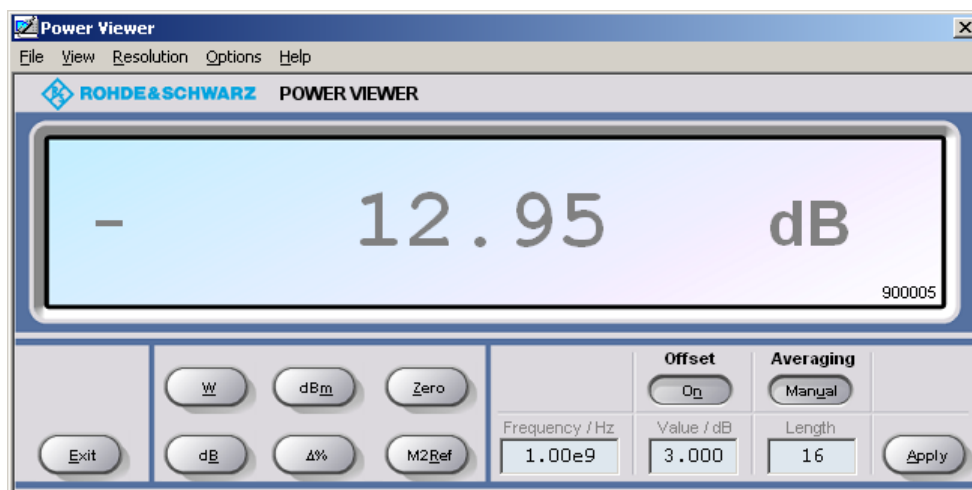 Power Viewer
File View Resolution Options Help
ROHDE&SCHWARZ POWER VIEWER
- 12.95 dB
900005
Offset Averaging
W dBm Zero On Manual
Frequency / Hz Value / dB Length
Exit dB Δ% M2Ref 1.00e9 3.000 16 Apply